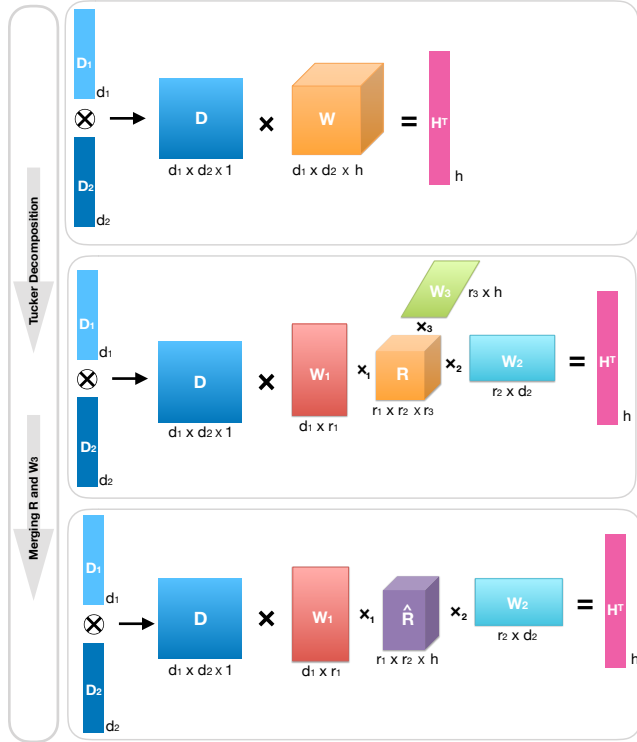 Tucker Decomposition
Merging R and W₃
D₁
d₁
⊗
D₂
d₂
D
d₁ x d₂ x 1
×
W
d₁ x d₂ x h
=
Hᵀ
h
D₁
d₁
⊗
D₂
d₂
D
d₁ x d₂ x 1
×
W₁
d₁ x r₁
×₁
R
r₁ x r₂ x r₃
×₃
W₃
r₃ x h
×₂
W₂
r₂ x d₂
=
Hᵀ
h
D₁
d₁
⊗
D₂
d₂
D
d₁ x d₂ x 1
×
W₁
d₁ x r₁
×₁
R̂
r₁ x r₂ x h
×₂
W₂
r₂ x d₂
=
Hᵀ
h